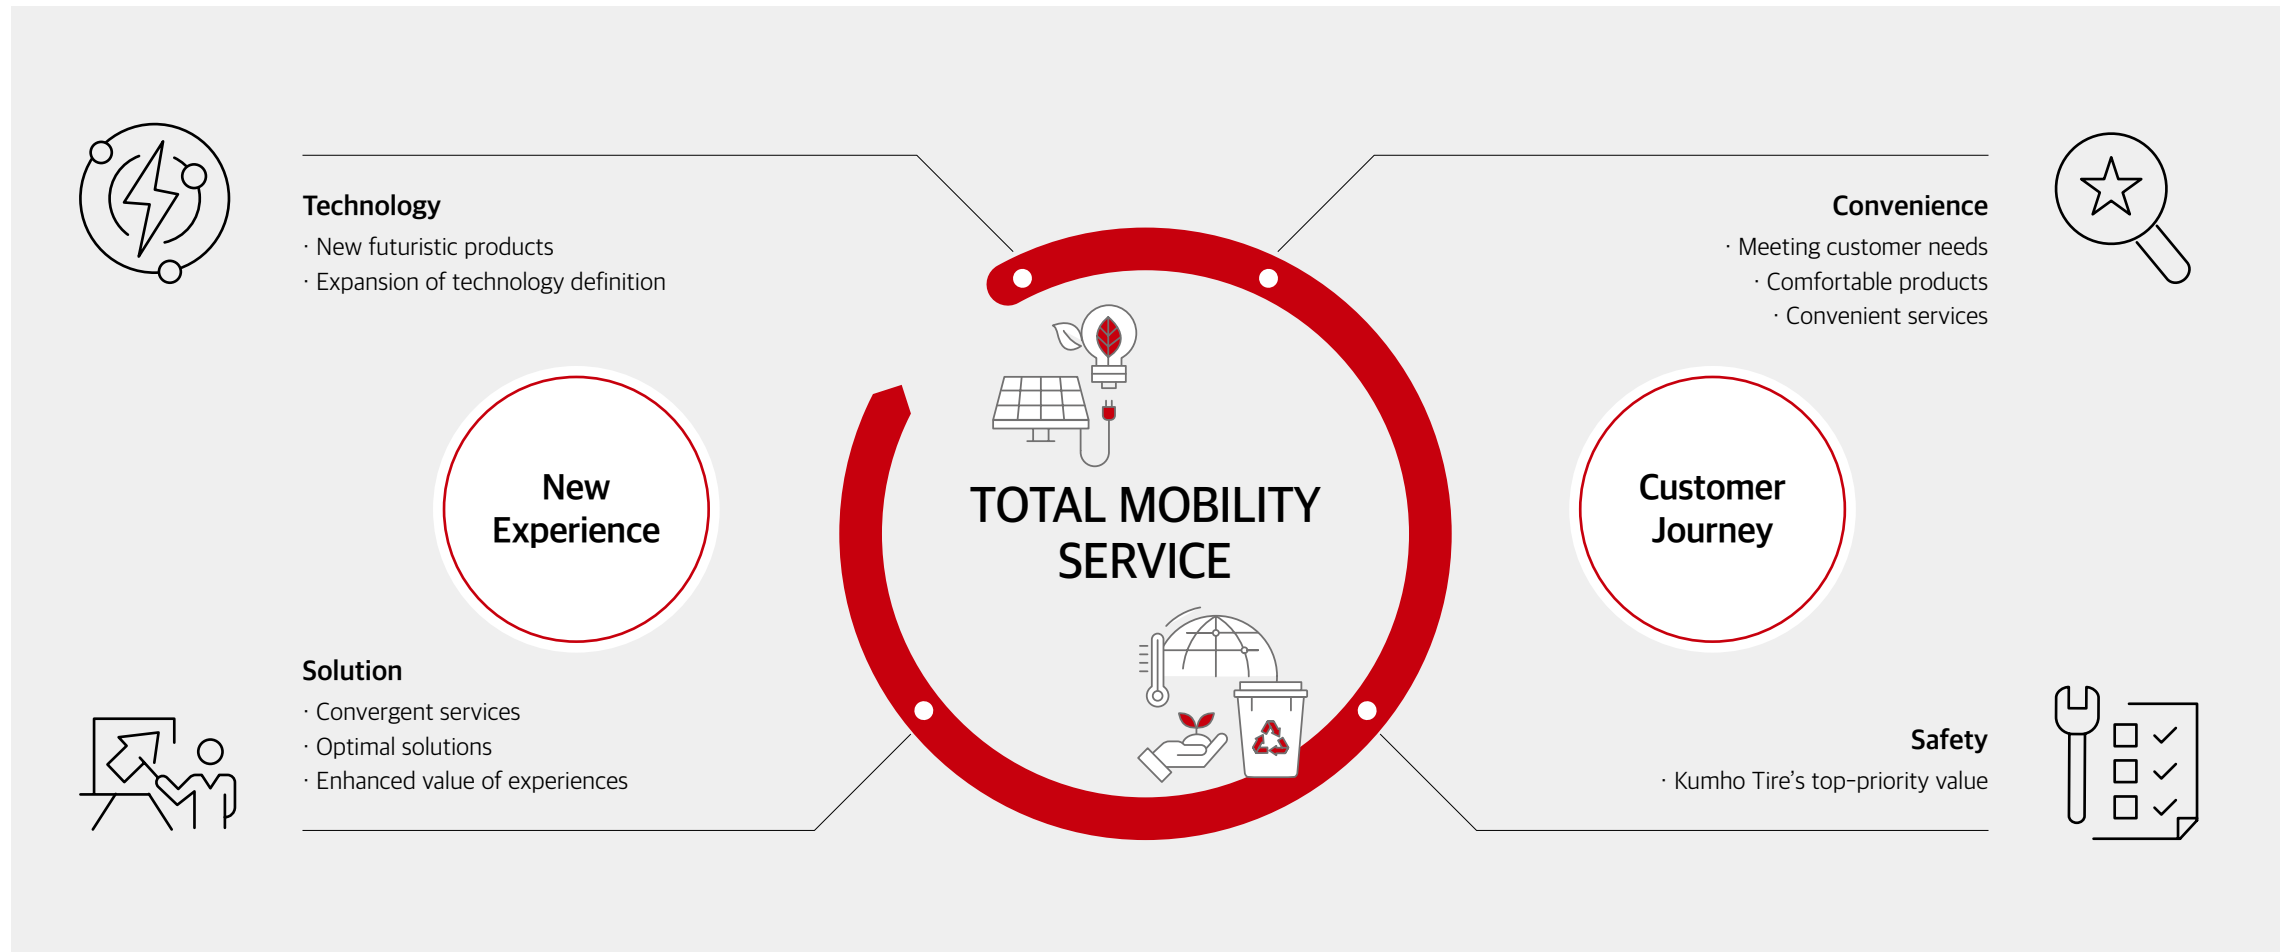 Technology
· New futuristic products
· Expansion of technology definition
New
Experience
Solution
· Convergent services
· Optimal solutions
· Enhanced value of experiences
TOTAL MOBILITY
SERVICE
Convenience
· Meeting customer needs
· Comfortable products
· Convenient services
Customer
Journey
Safety
· Kumho Tire’s top-priority value